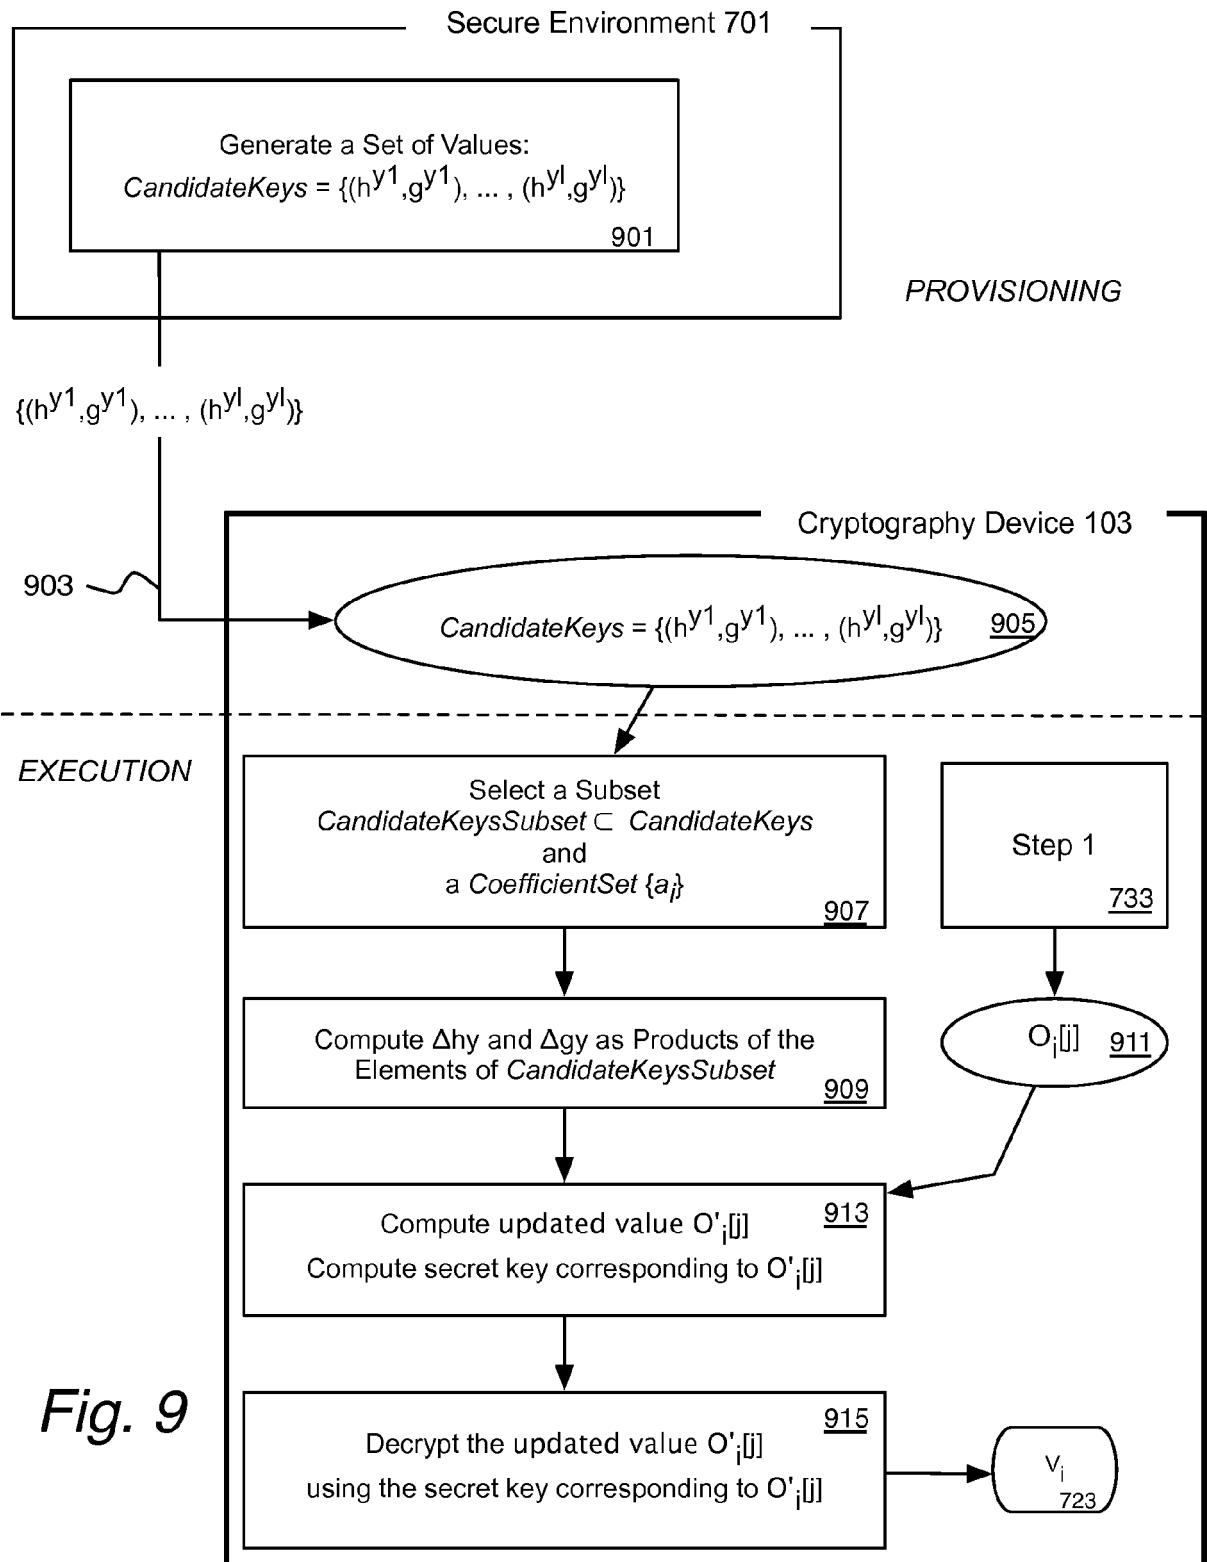 Secure Environment 701
Generate a Set of Values:
CandidateKeys = {(h^y1,g^y1), ... , (h^yl,g^yl)}
901
PROVISIONING
{(h^y1,g^y1), ... , (h^yl,g^yl)}
Cryptography Device 103
903
CandidateKeys = {(h^y1,g^y1), ... , (h^yl,g^yl)}
905
EXECUTION
Select a Subset
CandidateKeysSubset ⊂ CandidateKeys
and
a CoefficientSet {a_i}
907
Step 1
733
Compute Δhy and Δgy as Products of the
Elements of CandidateKeysSubset
909
O_i[j]
911
Compute updated value O'_i[j]
913
Compute secret key corresponding to O'_i[j]
Decrypt the updated value O'_i[j]
915
using the secret key corresponding to O'_i[j]
v_i
723
Fig. 9